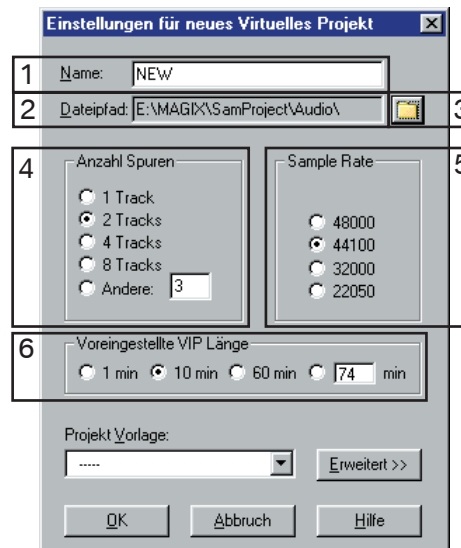 Einstellungen für neues Virtuelles Projekt
1 Name: NEW
2 Dateipfad: E:\MAGIX\SamProject\Audio\ 3
4 Anzahl Spuren
1 Track
2 Tracks
4 Tracks
8 Tracks
Andere: 3
5 Sample Rate
48000
44100
32000
22050
6 Voreingestellte VIP Länge
1 min 10 min 60 min 74 min
Projekt Vorlage:
----- Erweitert >>
OK Abbruch Hilfe